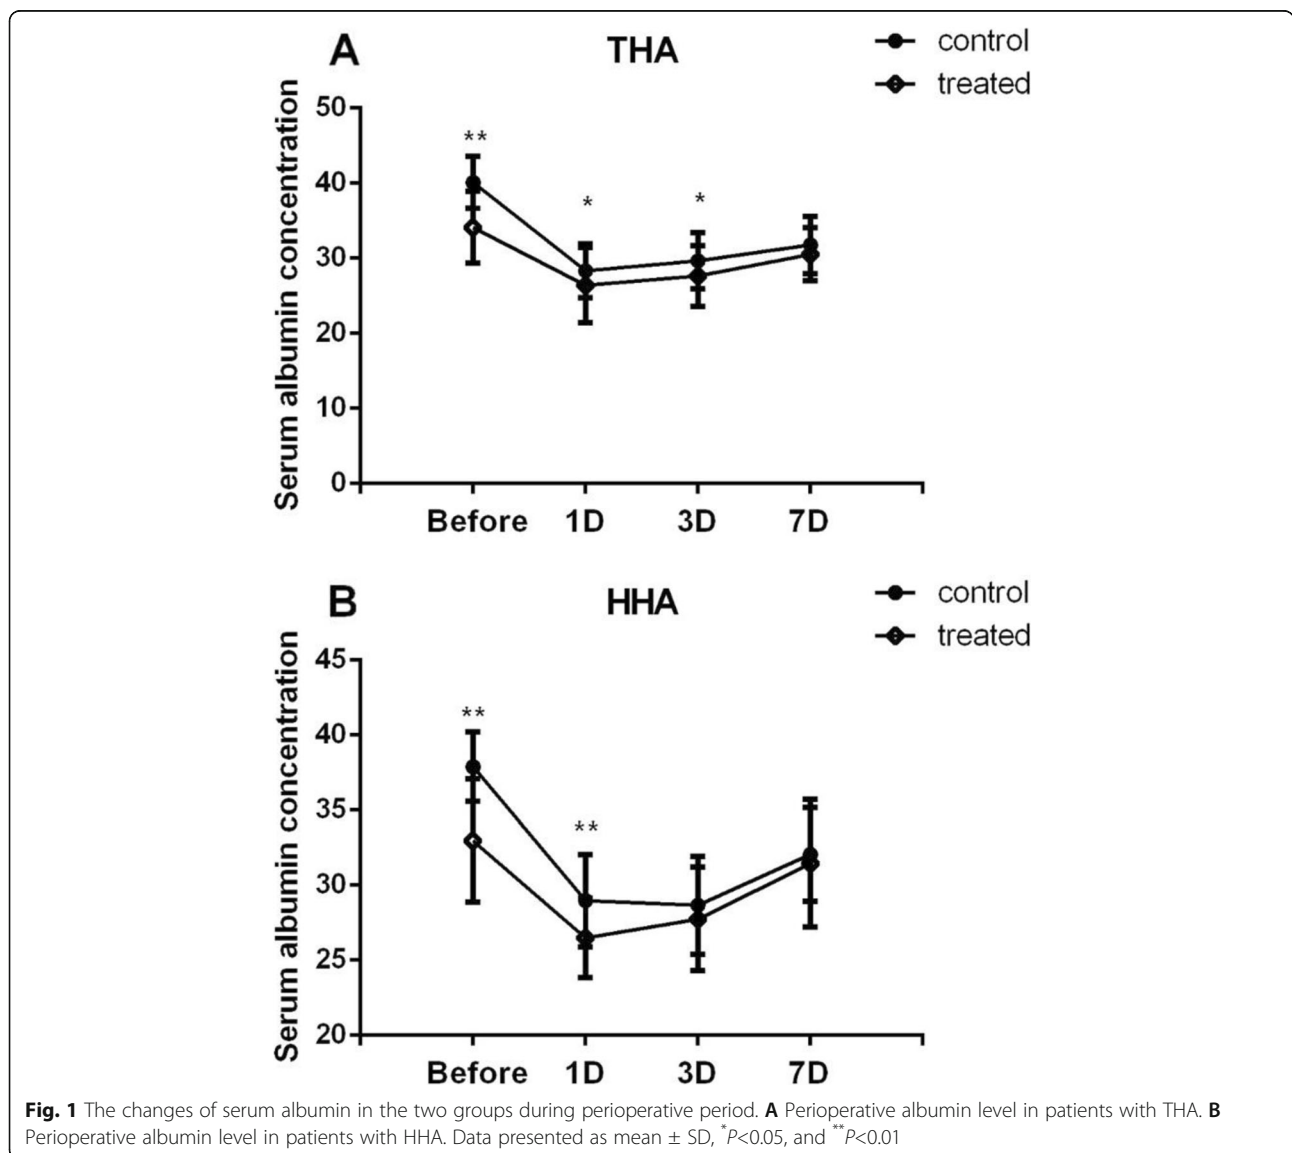 A
THA
control
treated
Serum albumin concentration
50
40
30
20
10
0
**
*
*
Before 1D 3D 7D
B
HHA
control
treated
Serum albumin concentration
45
40
35
30
25
20
**
**
Before 1D 3D 7D
Fig. 1 The changes of serum albumin in the two groups during perioperative period. A Perioperative albumin level in patients with THA. B
Perioperative albumin level in patients with HHA. Data presented as mean ± SD, *P<0.05, and **P<0.01